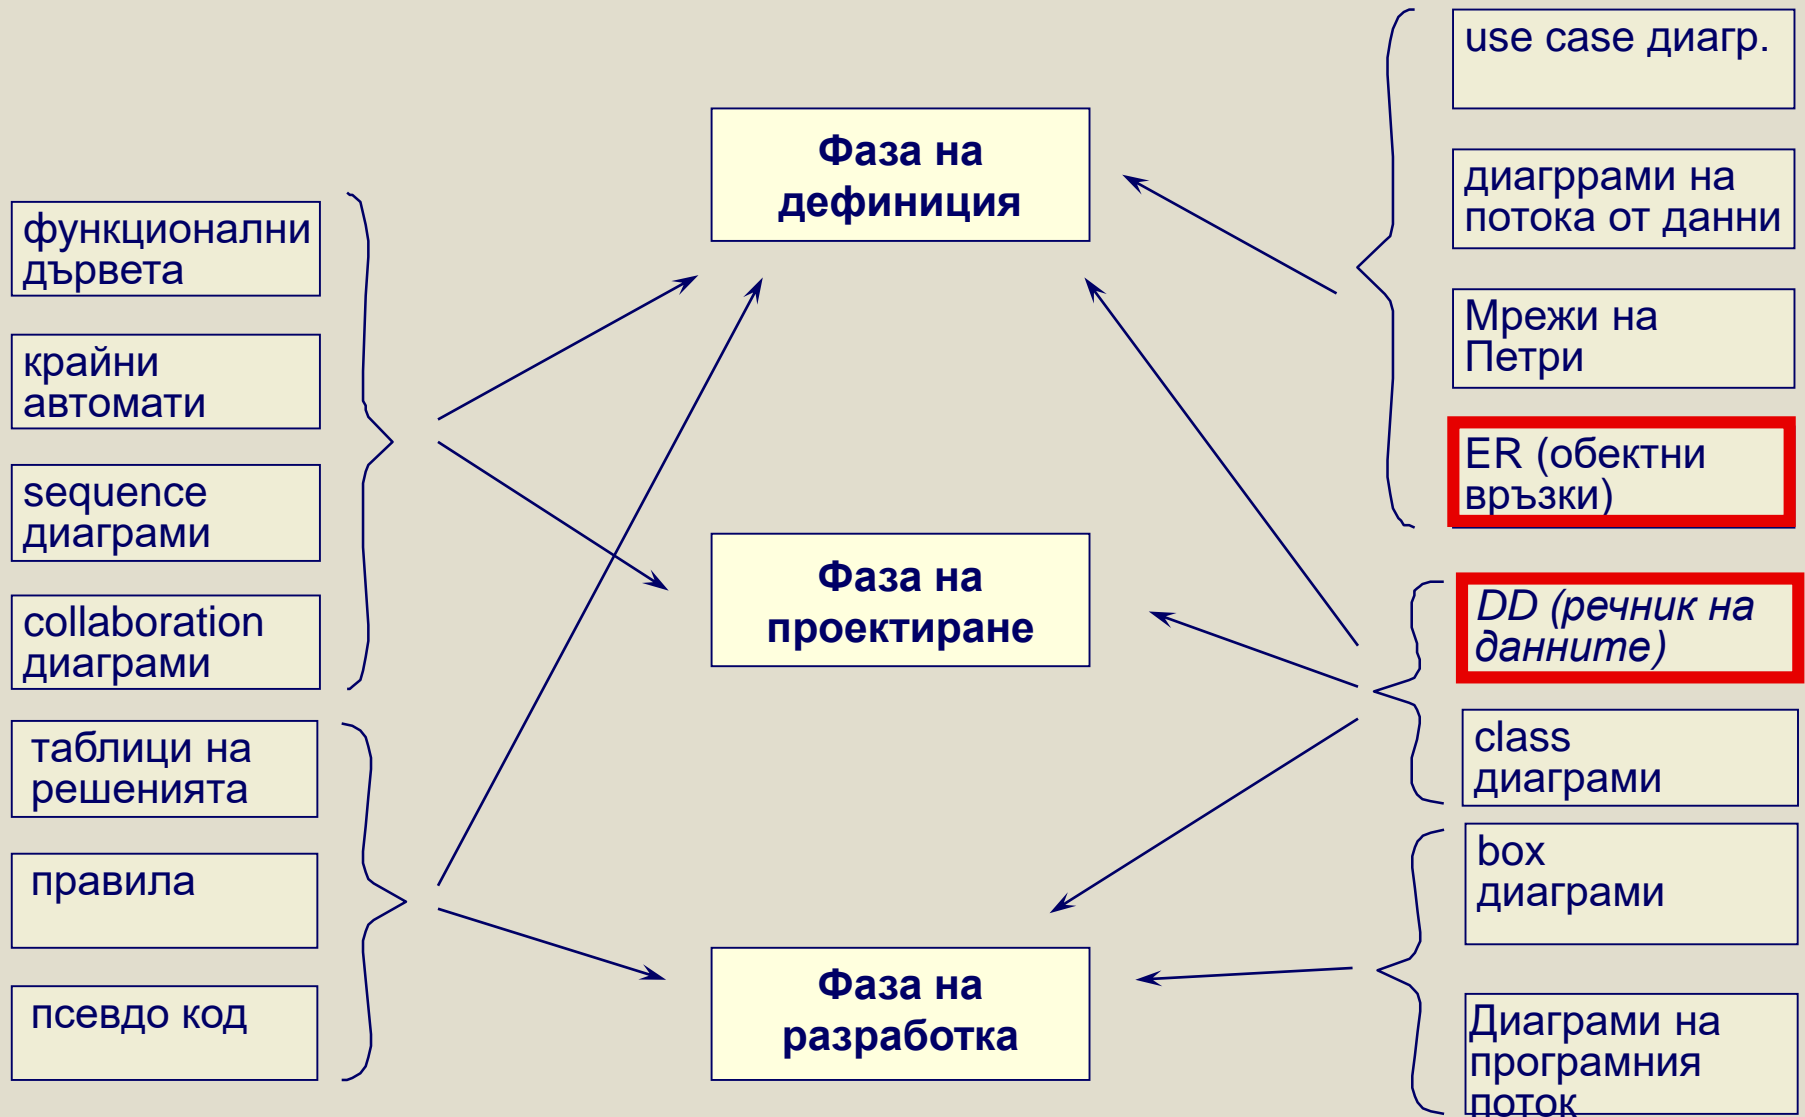 функционални
дървета
крайни
автомати
sequence
диаграми
collaboration
диаграми
таблици на
решенията
правила
псевдо код
Фаза на
дефиниция
Фаза на
проектиране
Фаза на
разработка
use case диагр.
диагррами на
потока от данни
Мрежи на
Петри
ER (обектни
връзки)
DD (речник на
данните)
class
диаграми
box
диаграми
Диаграми на
програмния
поток